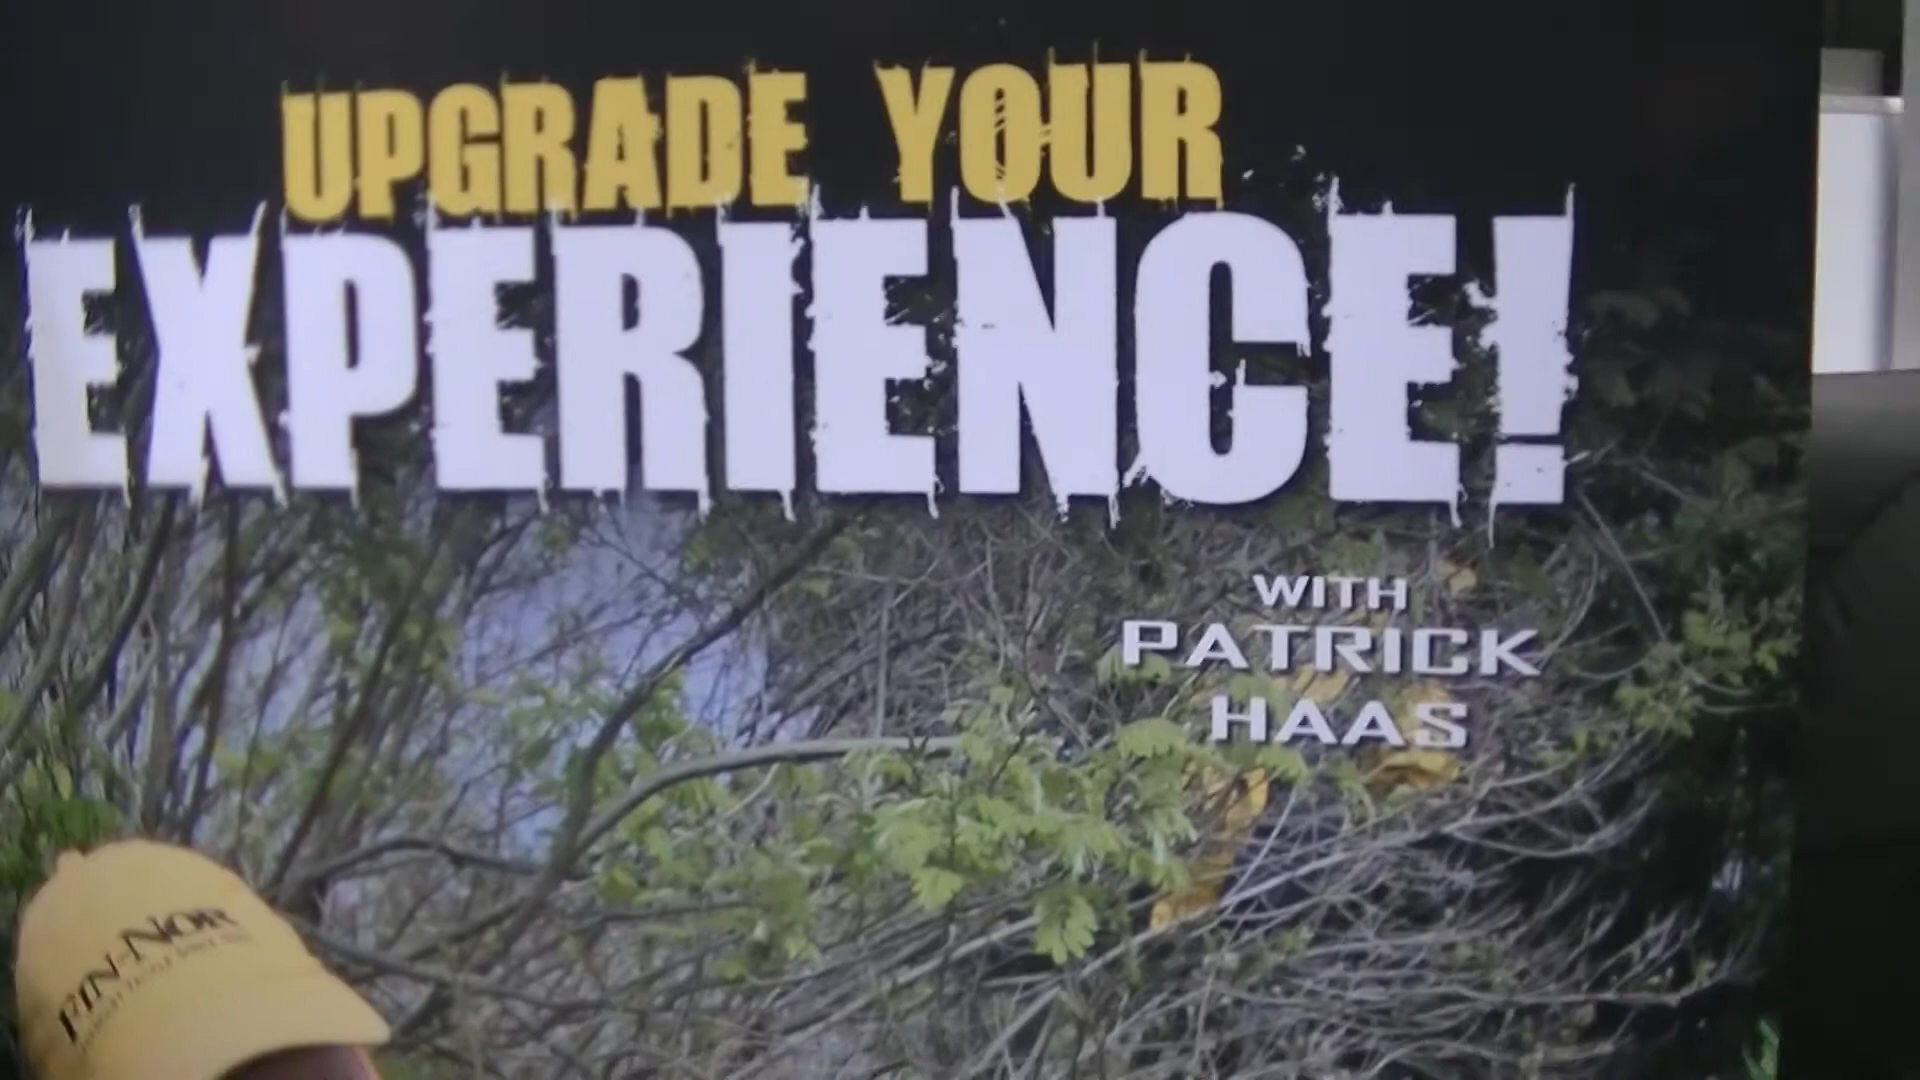 UPGRADE YOUR
EXPERIENCE!
WITH
PATRICK
HAAS
FIN-NOR